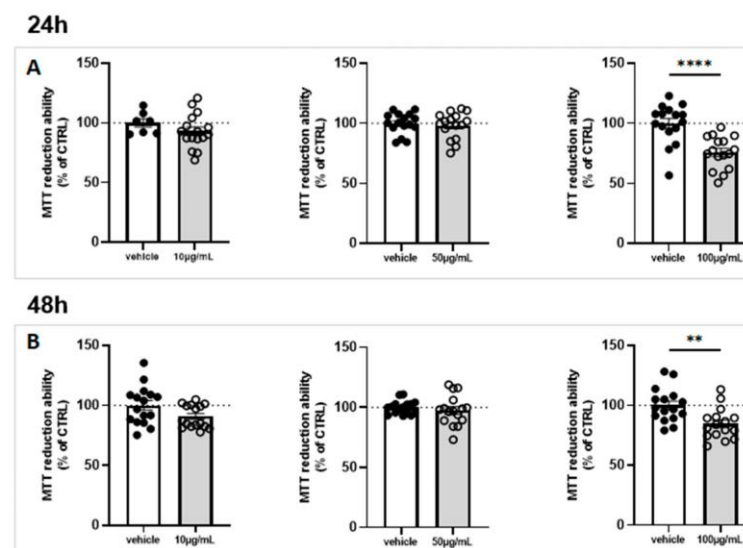 24h
A
MTT reduction ability
(% of CTRL)
150
100
50
0
vehicle 10µg/mL
MTT reduction ability
(% of CTRL)
150
100
50
0
vehicle 50µg/mL
MTT reduction ability
(% of CTRL)
150
100
50
0
****
vehicle 100µg/mL
48h
B
MTT reduction ability
(% of CTRL)
150
100
50
0
vehicle 10µg/mL
MTT reduction ability
(% of CTRL)
150
100
50
0
vehicle 50µg/mL
MTT reduction ability
(% of CTRL)
150
100
50
0
**
vehicle 100µg/mL